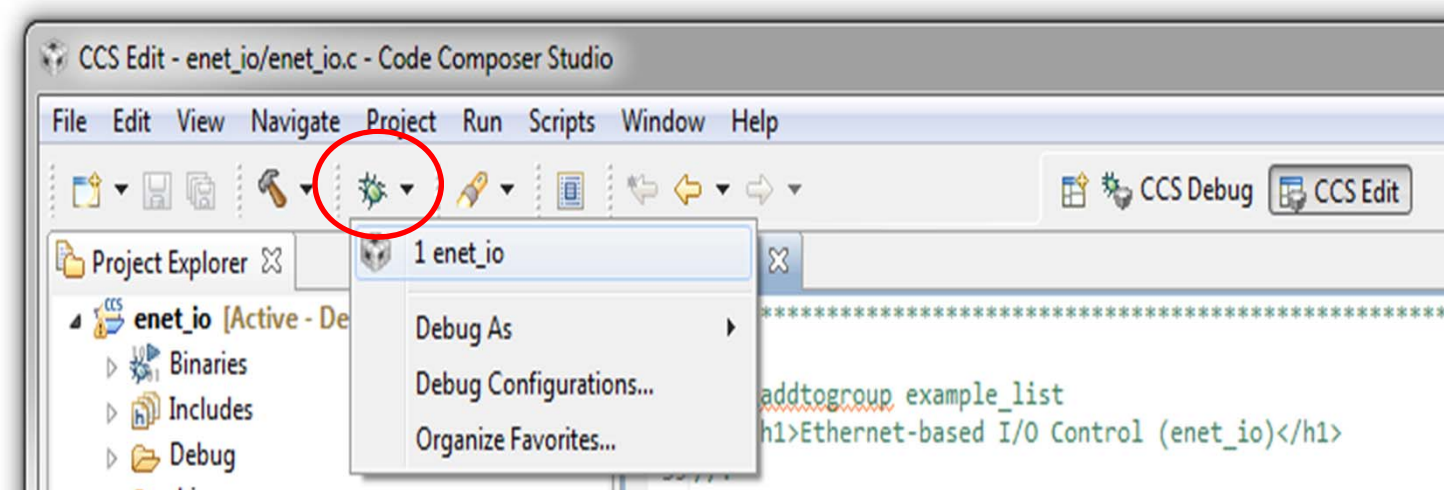 CCS Edit - enet_io/enet_io.c - Code Composer Studio
File Edit View Navigate Project Run Scripts Window Help
CCS Debug CCS Edit
Project Explorer
1 enet_io
enet_io [Active - De
Debug As
Binaries
Debug Configurations...
addtogroup example_list
Includes
h1>Ethernet-based I/O Control (enet_io)</h1>
Organize Favorites...
Debug